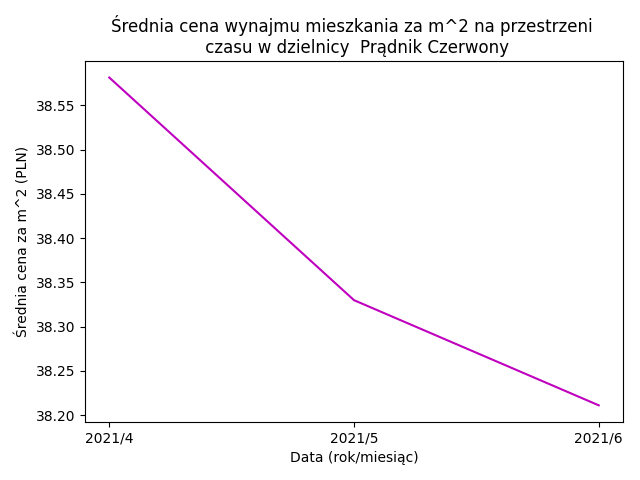 Średnia cena wynajmu mieszkania za m^2 na przestrzeni
czasu w dzielnicy  Prądnik Czerwony
Średnia cena za m^2 (PLN)
38.55
38.50
38.45
38.40
38.35
38.30
38.25
38.20
2021/4
2021/5
2021/6
Data (rok/miesiąc)